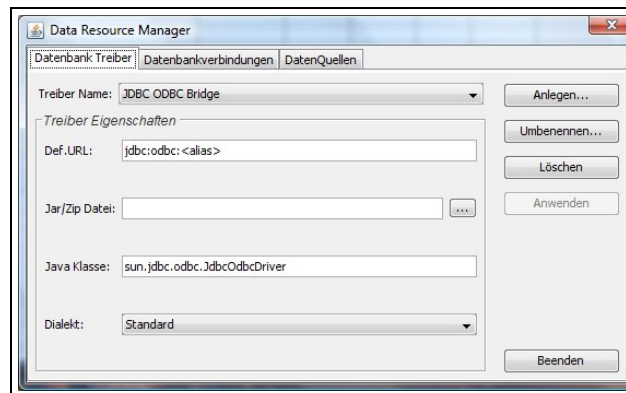 Data Resource Manager
Datenbank Treiber Datenbankverbindungen DatenQuellen
Treiber Name: JDBC ODBC Bridge
Anlegen...
Treiber Eigenschaften
Umbenennen...
Def.URL: jdbc:odbc:<alias>
Löschen
Jar/Zip Datei: ...
Anwenden
Java Klasse: sun.jdbc.odbc.JdbcOdbcDriver
Dialekt: Standard
Beenden